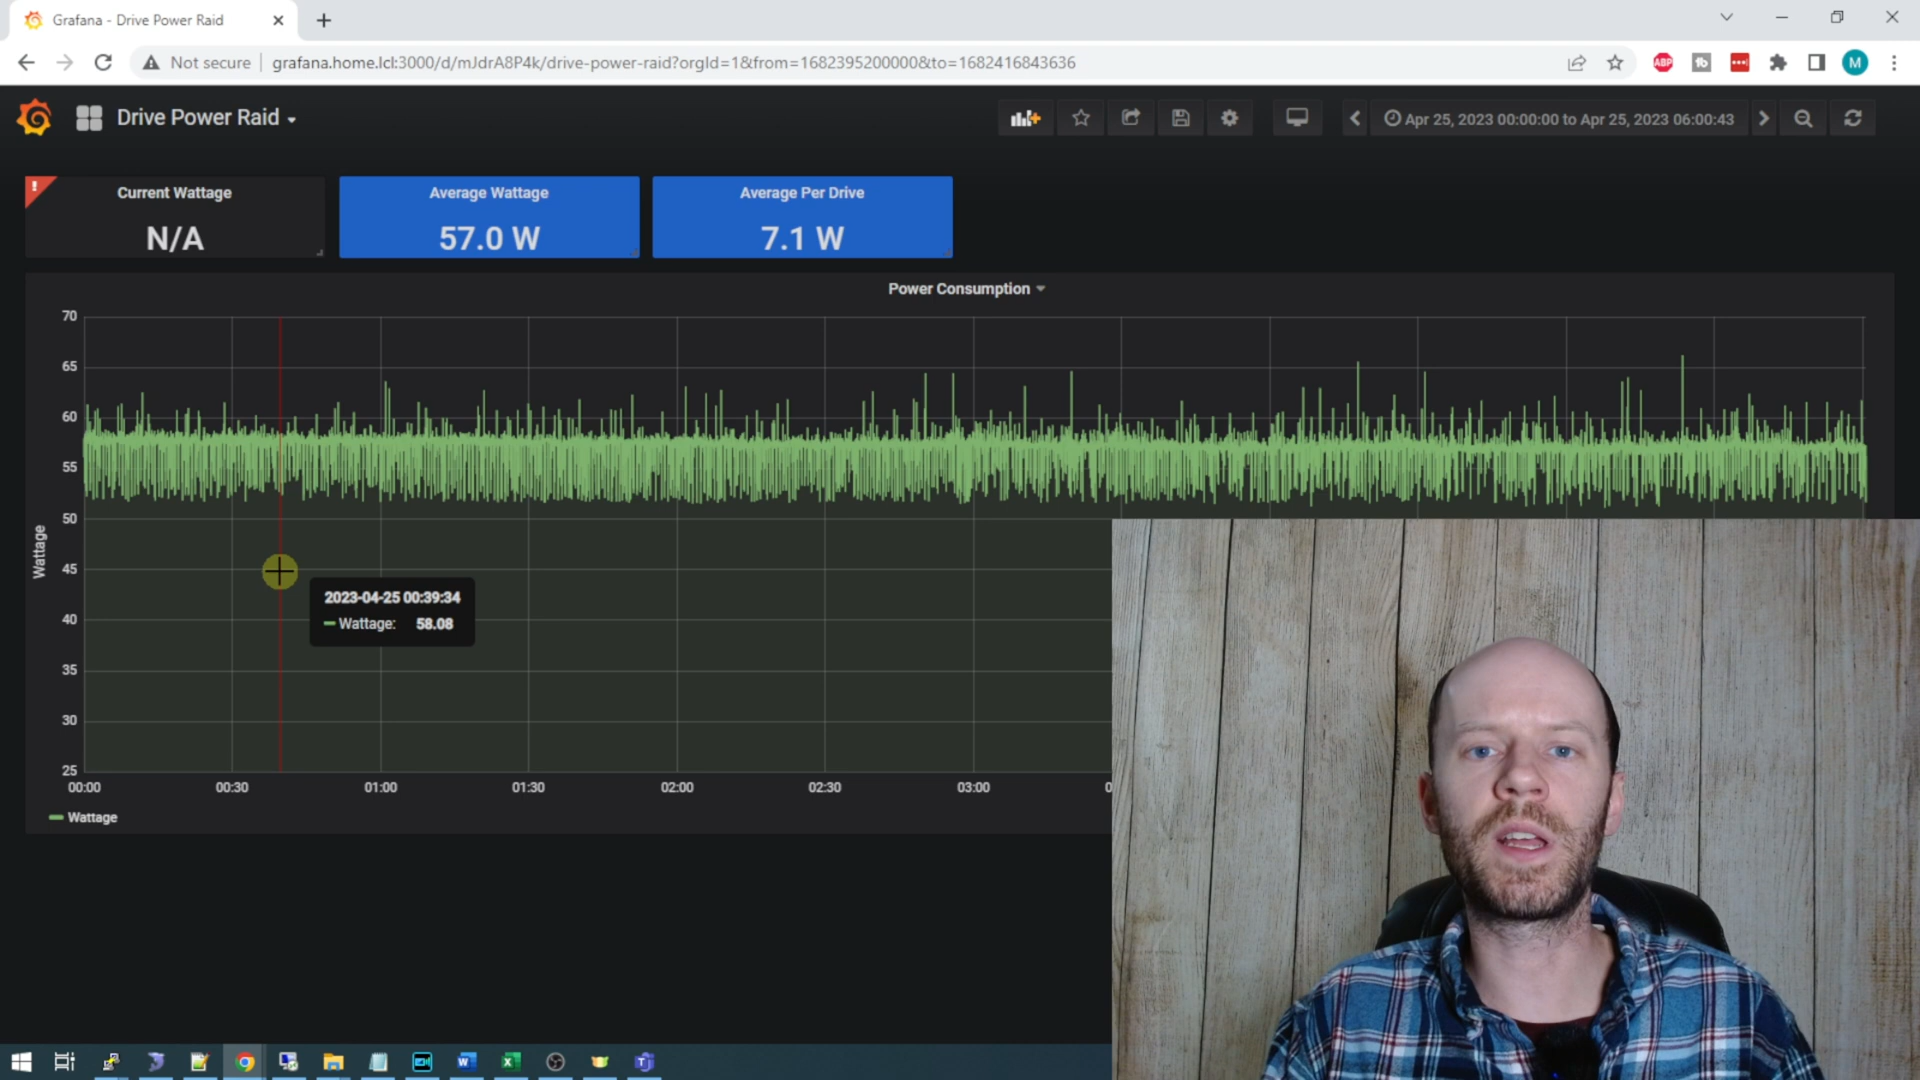 Grafana - Drive Power Raid
Not secure
grafana.home.lcl:3000/d/mJdrA8P4k/drive-power-raid?orgId=1&from=1682395200000&to=1682416843636
ABP
tb
M
Drive Power Raid
Apr 25, 2023 00:00:00 to Apr 25, 2023 06:00:43
!
Current Wattage
N/A
Average Wattage
57.0 W
Average Per Drive
7.1 W
Power Consumption
70
65
60
55
50
45
40
35
30
25
Wattage
2023-04-25 00:39:34
Wattage: 58.08
00:00
00:30
01:00
01:30
02:00
02:30
03:00
0
Wattage
W
X
T